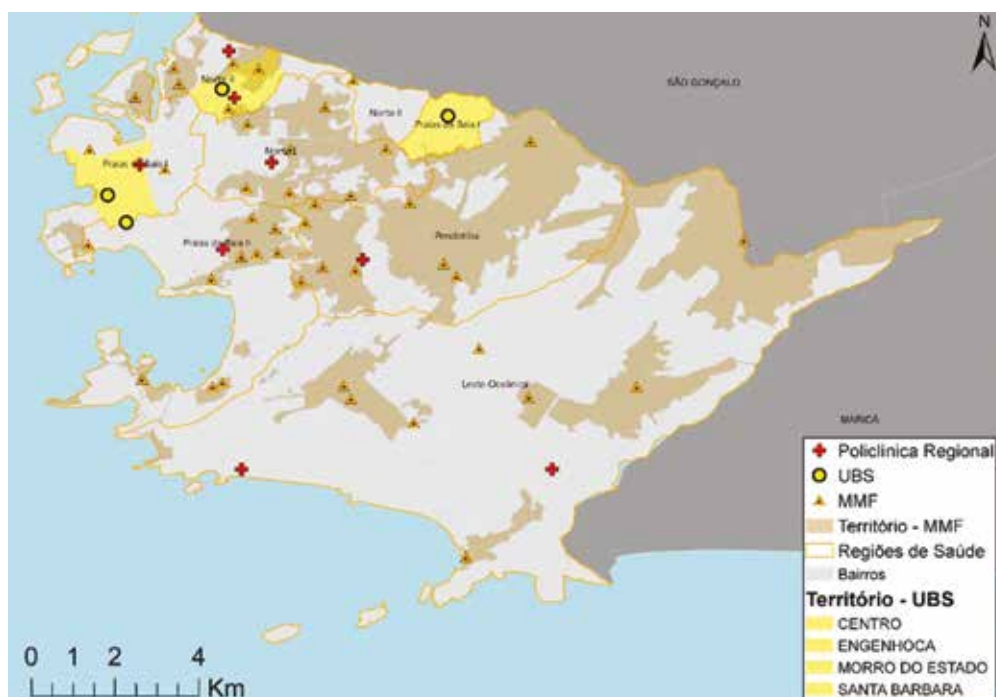 N
SÃO GONÇALO
Norte II
Norte II
Praias da Baía I
Praias da Baía I
Norte I
Praias da Baía II
Pendotiba
Leste Oceânica
MARICÁ
Policlínica Regional
UBS
MMF
Território - MMF
Regiões de Saúde
Bairros
Território - UBS
CENTRO
ENGENHOCA
MORRO DO ESTADO
SANTA BARBARA
0 1 2 4
Km